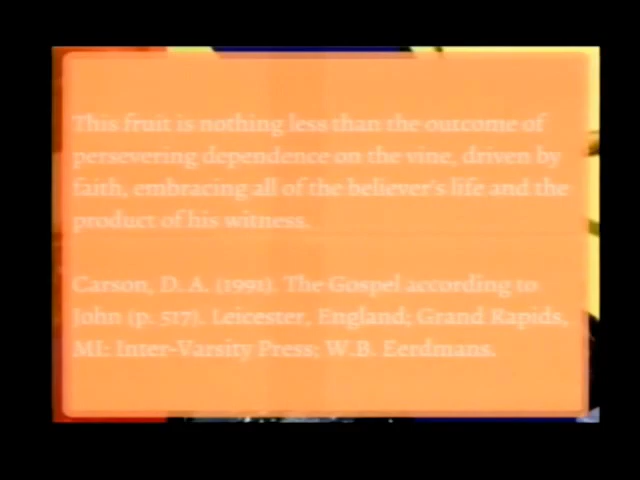 This fruit is nothing less than the outcome of
persevering dependence on the vine, driven by
faith, embracing all of the believer's life and the
product of his witness.
Carson, D. A. (1991). The Gospel according to
John (p. 517). Leicester, England; Grand Rapids,
MI: Inter-Varsity Press; W.B. Eerdmans.